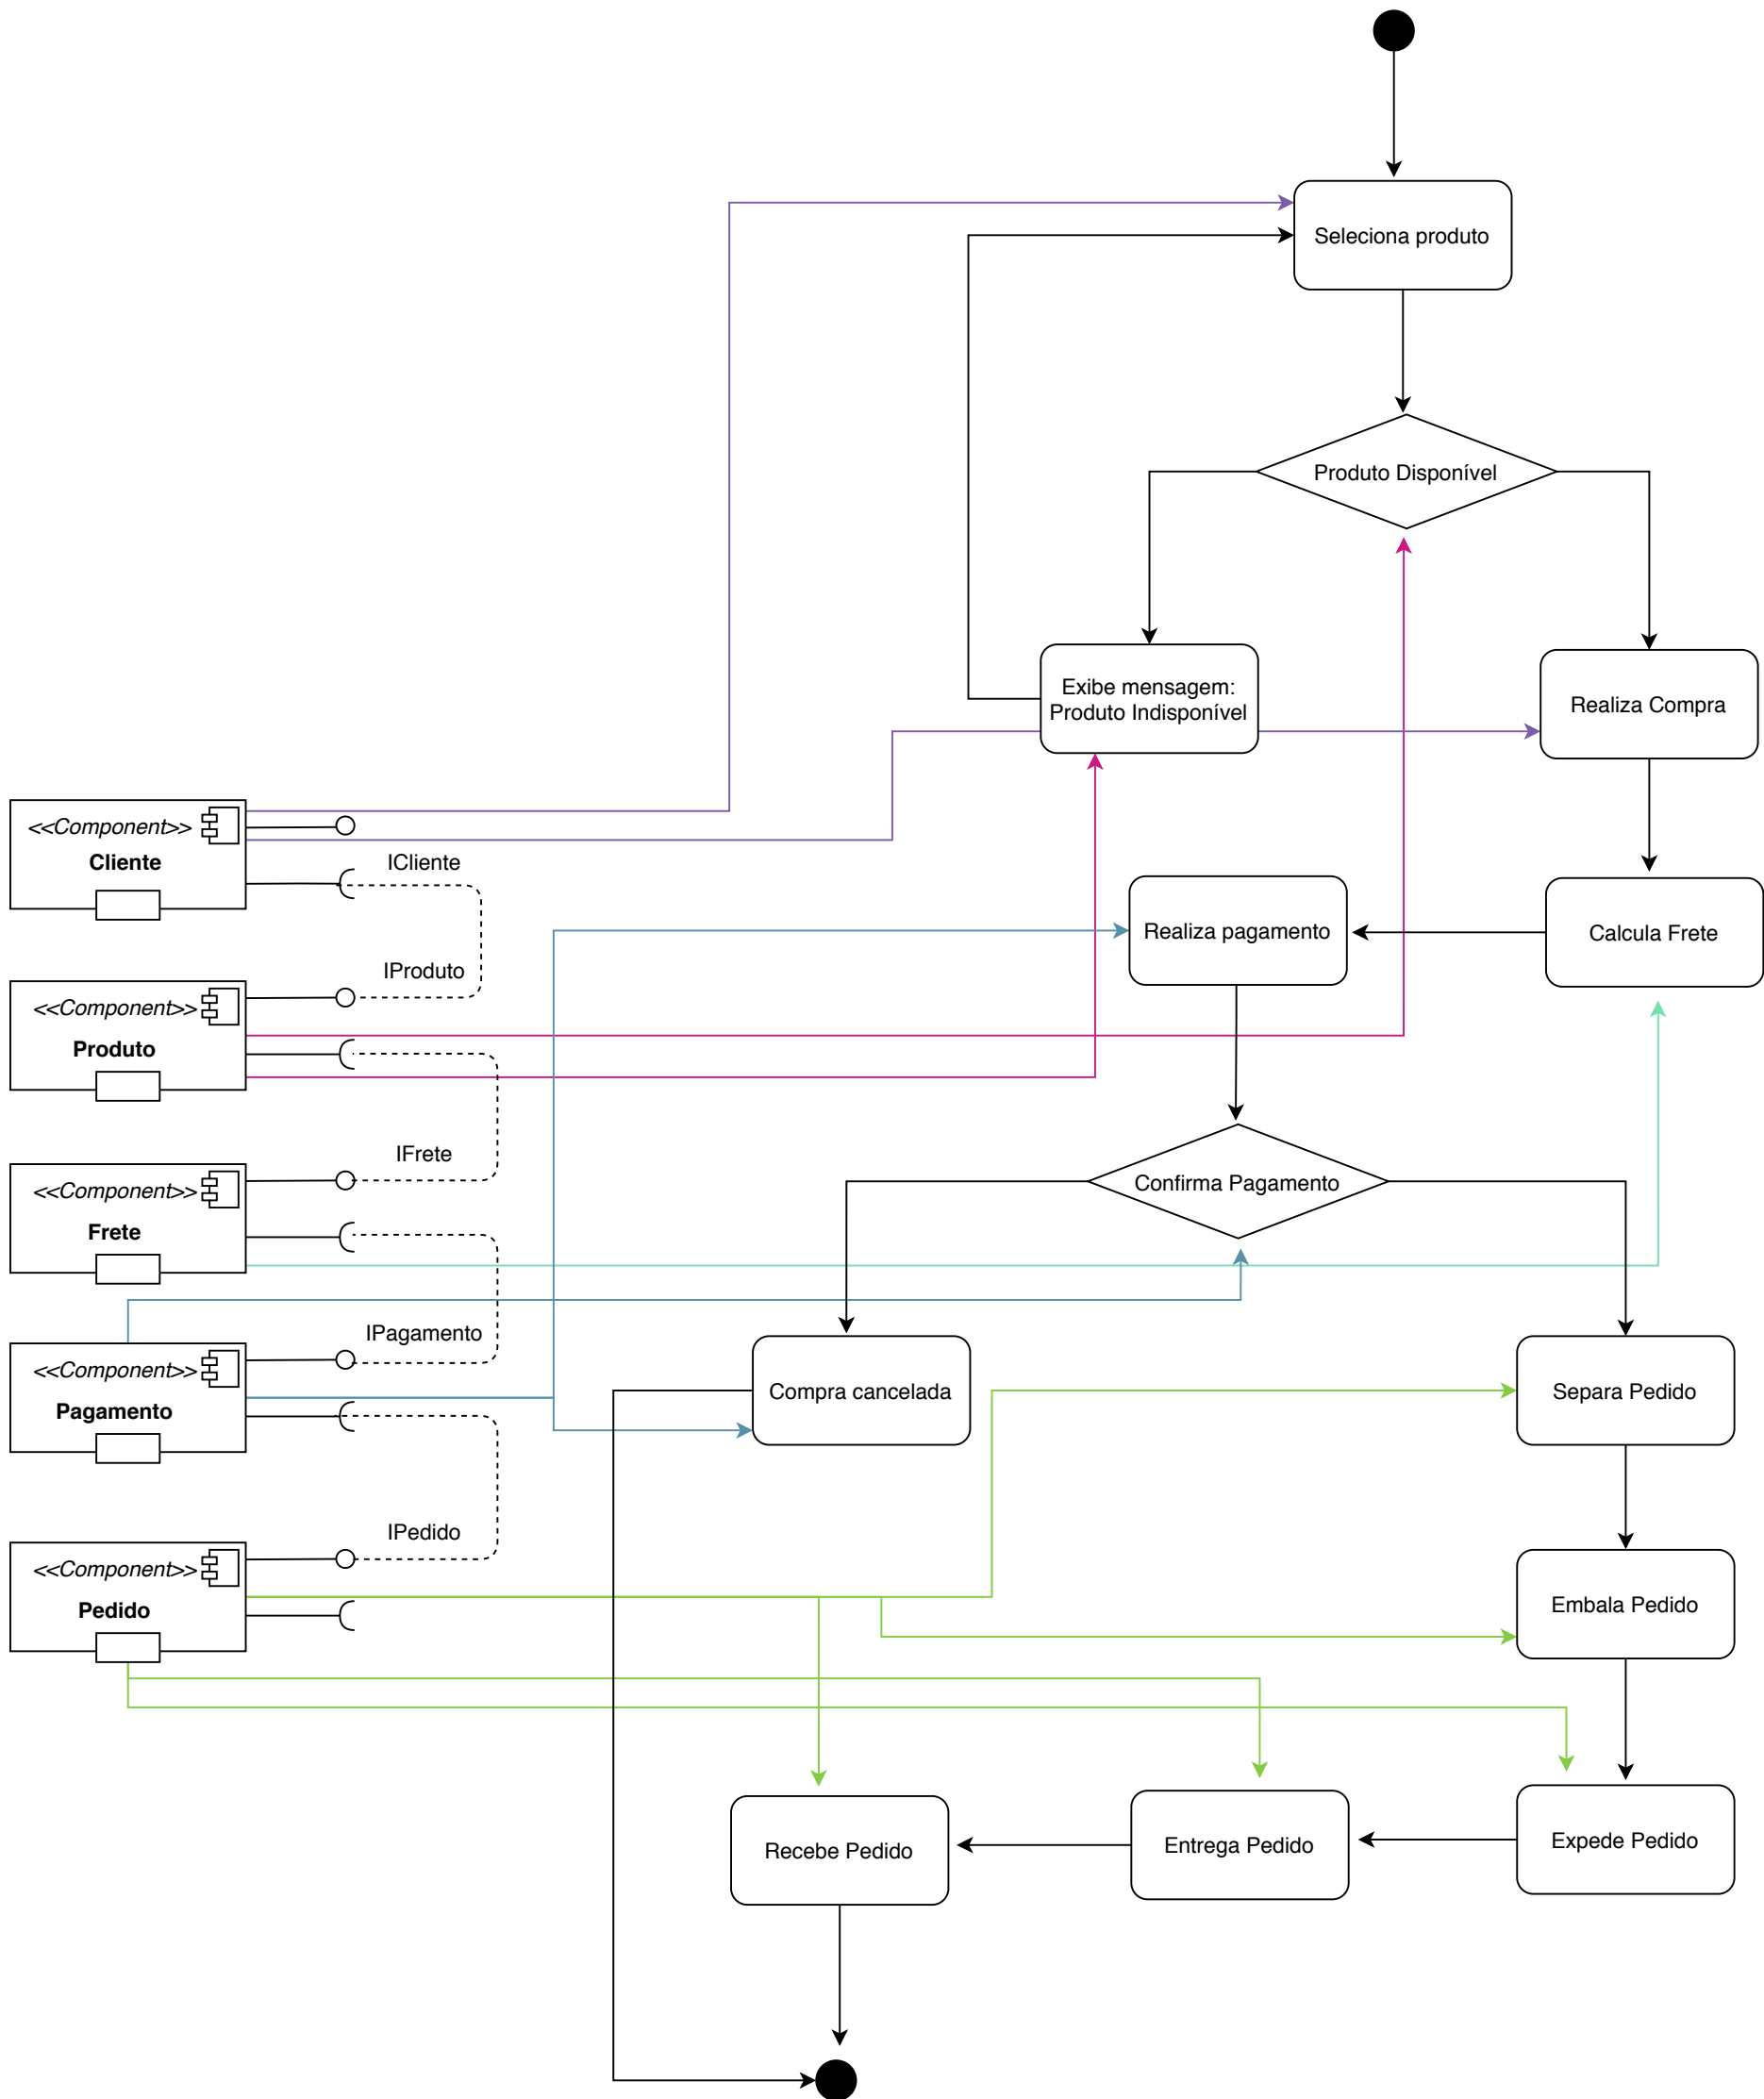 Seleciona produto
Produto Disponível
Exibe mensagem:
Produto Indisponível
Realiza Compra
<<Component>>
Cliente
ICliente
Realiza pagamento
Calcula Frete
IProduto
<<Component>>
Produto
IFrete
<<Component>>
Frete
Confirma Pagamento
IPagamento
<<Component>>
Pagamento
Compra cancelada
Separa Pedido
IPedido
<<Component>>
Pedido
Embala Pedido
Recebe Pedido
Entrega Pedido
Expede Pedido